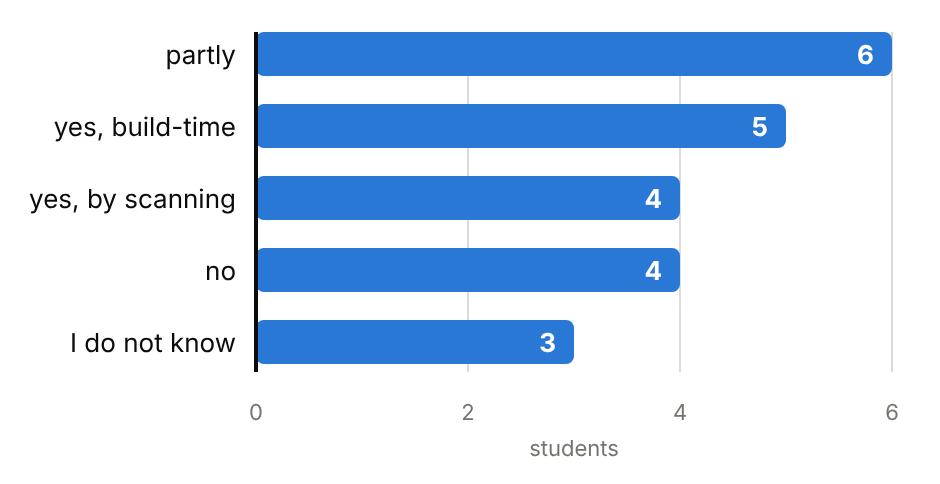 partly 6
yes, build-time 5
yes, by scanning 4
no 4
I do not know 3
0 2 4 6
students